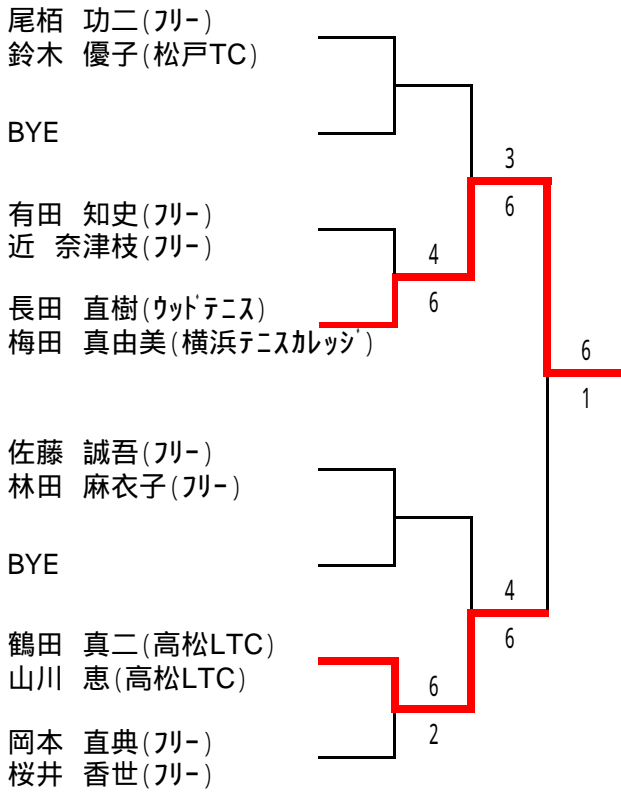 尾栢 功二(フリー)
鈴木 優子(松戸TC)
BYE
3
6
有田 知史(フリー)
近 奈津枝(フリー)
4
6
長田 直樹(ウッドテニス)
梅田 真由美(横浜テニスカレッジ)
6
1
佐藤 誠吾(フリー)
林田 麻衣子(フリー)
BYE
4
6
鶴田 真二(高松LTC)
山川 恵(高松LTC)
6
2
岡本 直典(フリー)
桜井 香世(フリー)